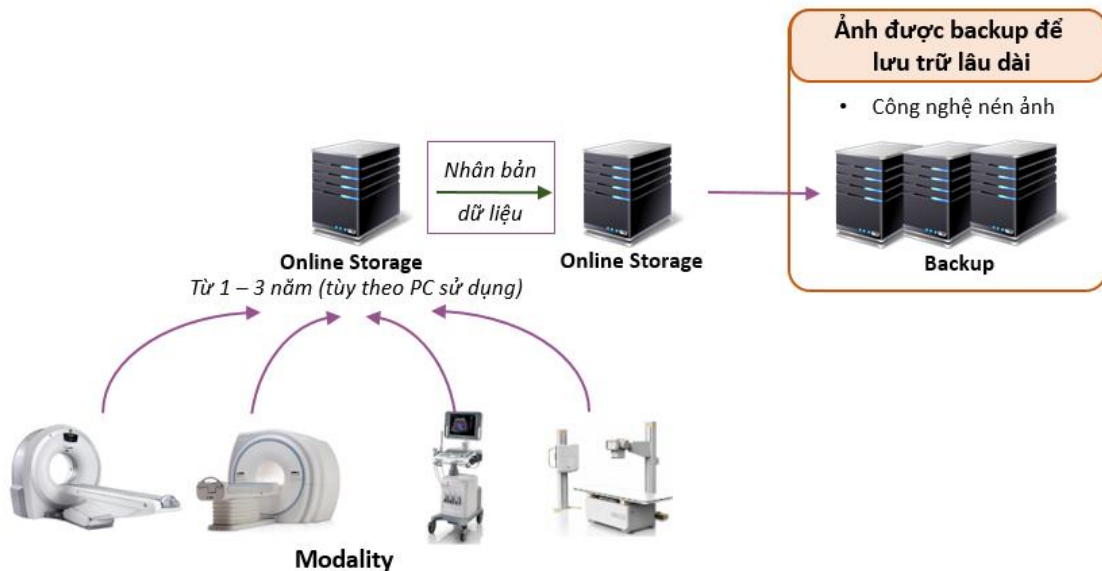 Ảnh được backup để
lưu trữ lâu dài
• Công nghệ nén ảnh
Nhân bản
dữ liệu
Online Storage
Online Storage
Backup
Từ 1 – 3 năm (tùy theo PC sử dụng)
Modality